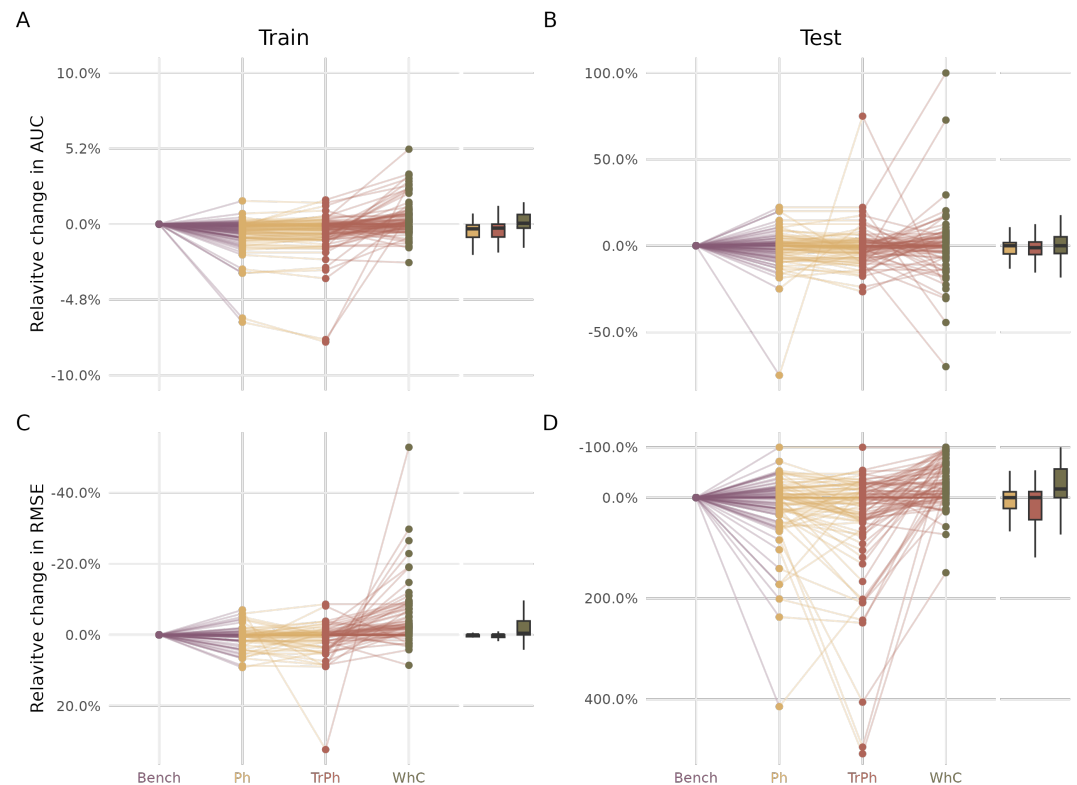 A
B
Train
Test
Relavitve change in AUC
10.0%
5.2%
0.0%
-4.8%
-10.0%
100.0%
50.0%
0.0%
-50.0%
C
D
Relavitve change in RMSE
-40.0%
-20.0%
0.0%
20.0%
-100.0%
0.0%
200.0%
400.0%
Bench Ph TrPh WhC
Bench Ph TrPh WhC